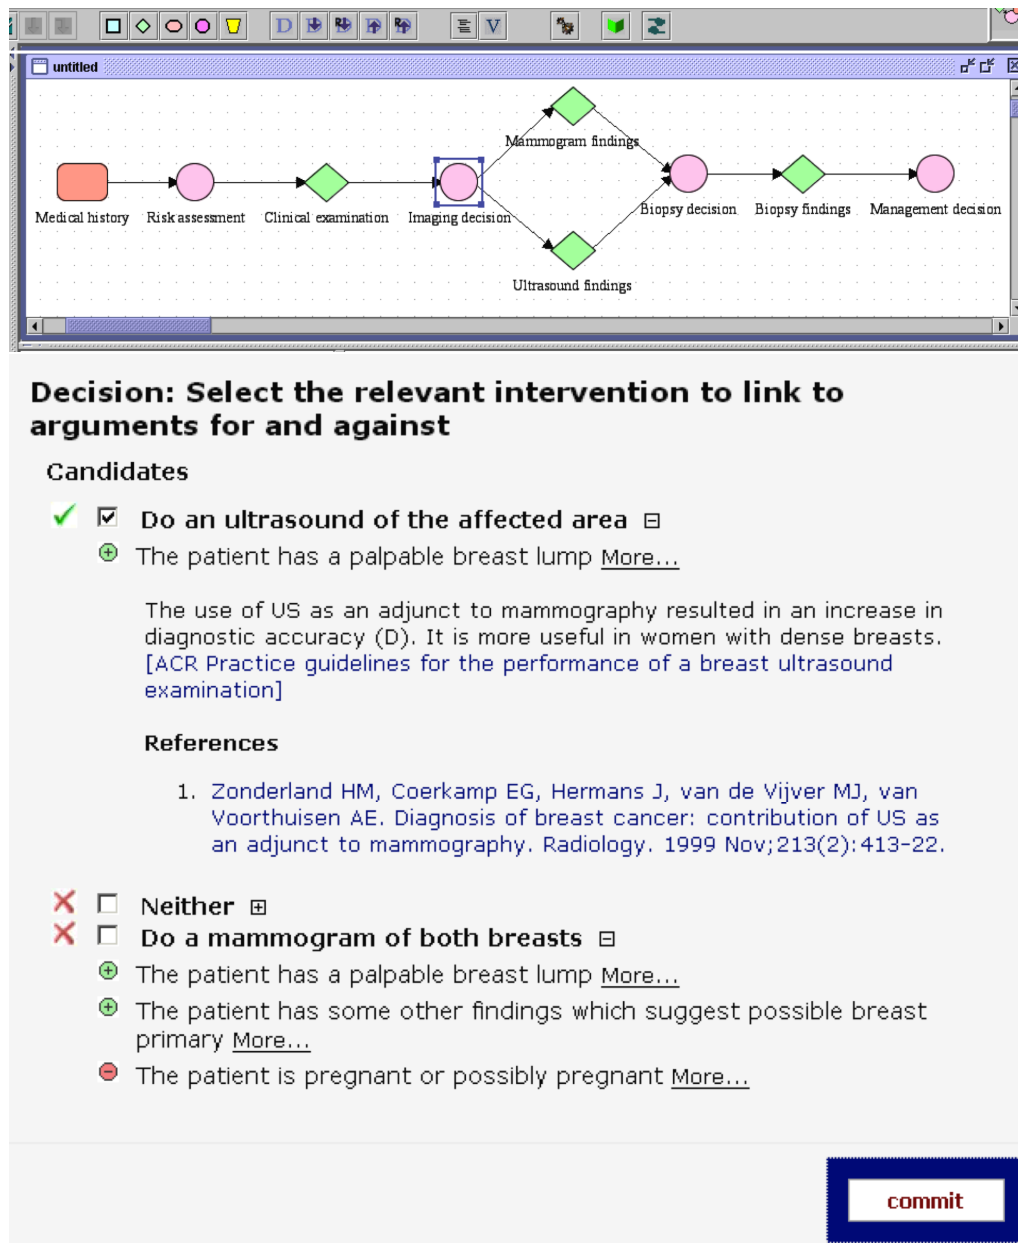 D R R
V
untitled
Mammogram findings
Medical history Risk assessment Clinical examination Imaging decision Biopsy decision Biopsy findings Management decision
Ultrasound findings
Decision: Select the relevant intervention to link to
arguments for and against
Candidates
Do an ultrasound of the affected area
The patient has a palpable breast lump More...
The use of US as an adjunct to mammography resulted in an increase in
diagnostic accuracy (D). It is more useful in women with dense breasts.
[ACR Practice guidelines for the performance of a breast ultrasound
examination]
References
1. Zonderland HM, Coerkamp EG, Hermans J, van de Vijver MJ, van
Voorthuisen AE. Diagnosis of breast cancer: contribution of US as
an adjunct to mammography. Radiology. 1999 Nov;213(2):413-22.
Neither
Do a mammogram of both breasts
The patient has a palpable breast lump More...
The patient has some other findings which suggest possible breast
primary More...
The patient is pregnant or possibly pregnant More...
commit